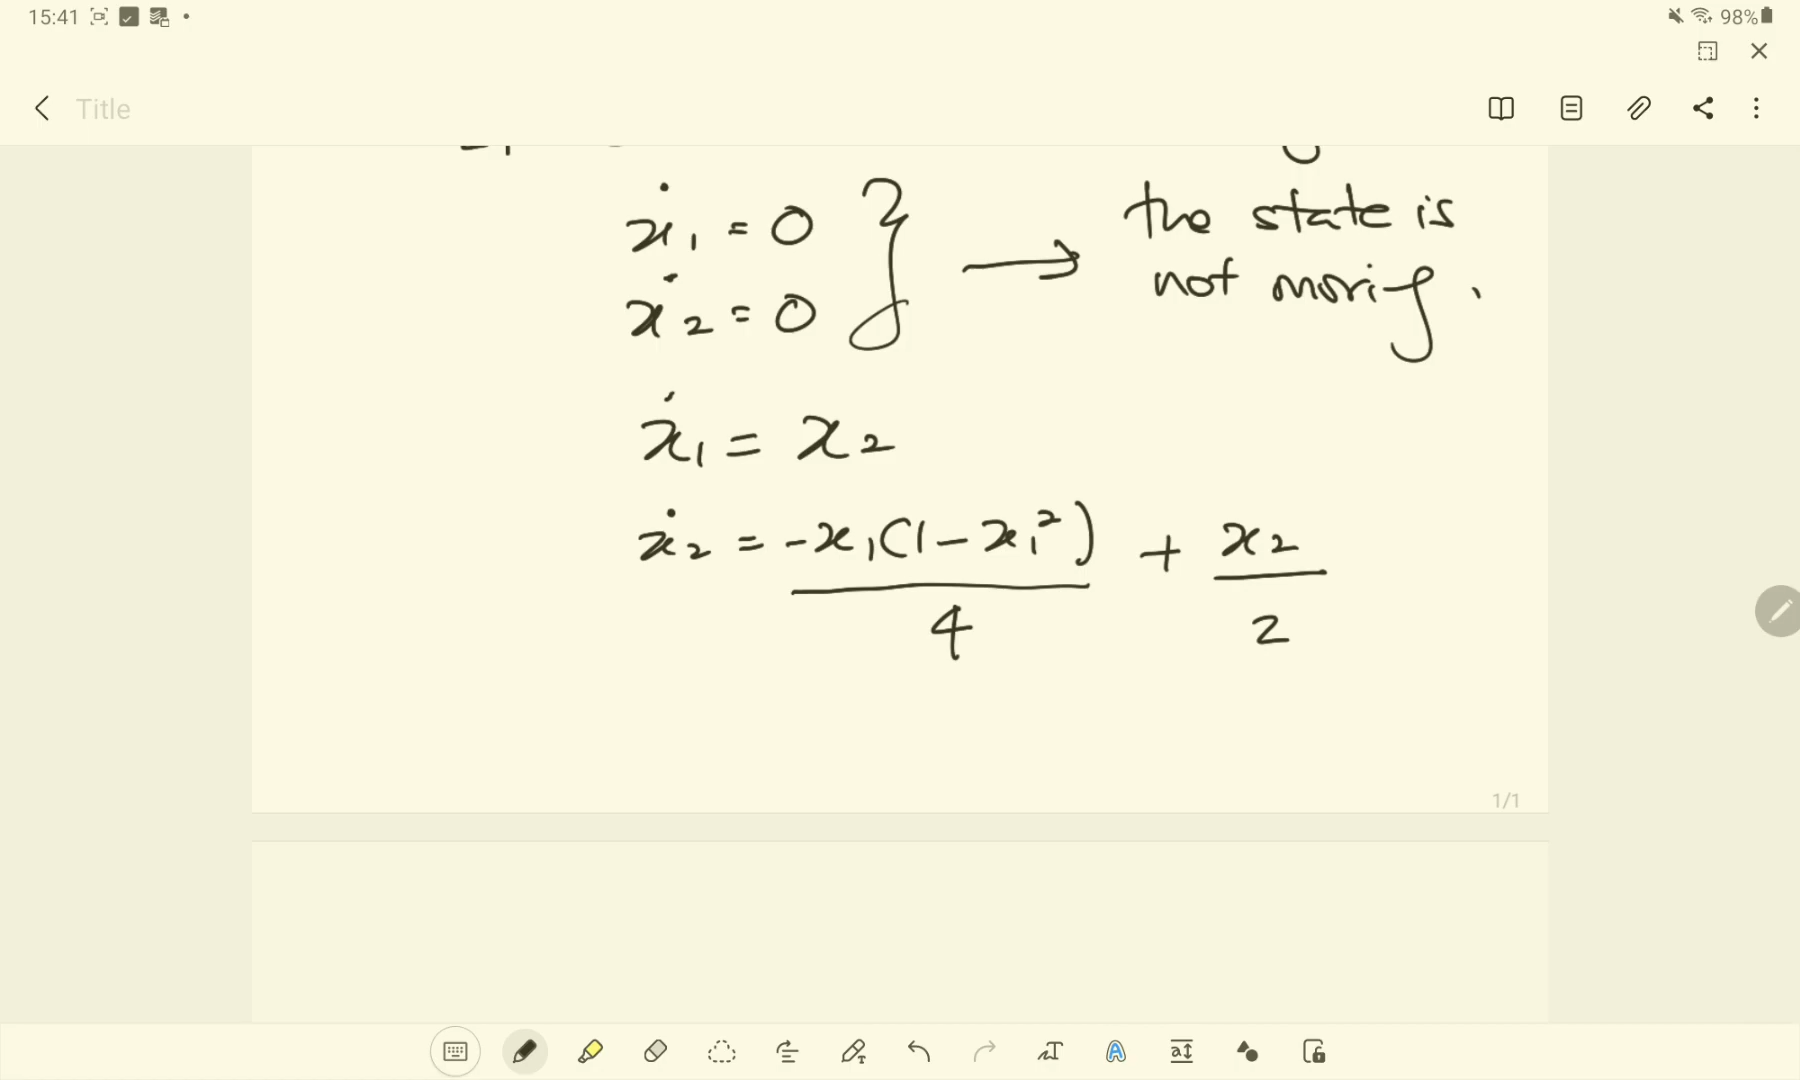 15:41 98%
Title
ẋ₁ = 0
ẋ₂ = 0 } → the state is not moving.
ẋ₁ = x₂
ẋ₂ = -x₁(1 - x₁²)/4 + x₂/2
1/1